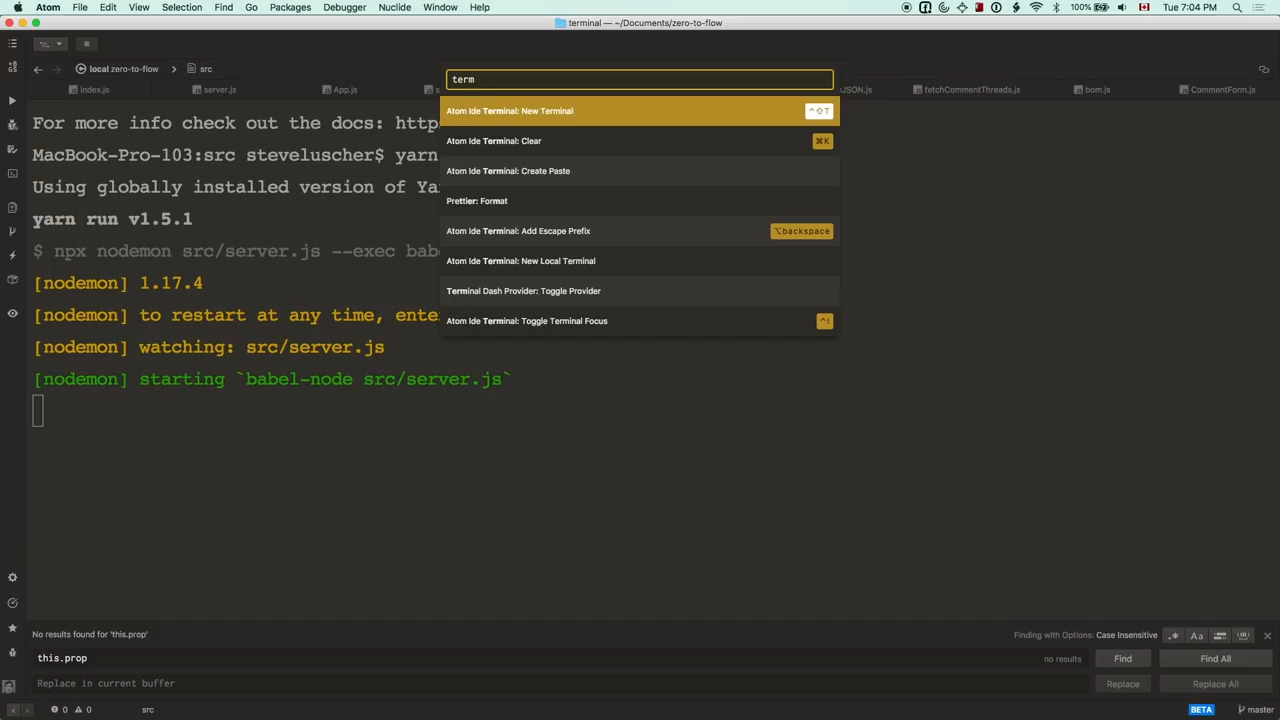 Atom File Edit View Selection Find Go Packages Debugger Nuclide Window Help 100% Tue 7:04 PM
terminal — ~/Documents/zero-to-flow
local zero-to-flow src
index.js server.js App.js JSON.js fetchCommentThreads.js bom.js CommentForm.js
term
Atom Ide Terminal: New Terminal ^⇧T
Atom Ide Terminal: Clear ⌘K
Atom Ide Terminal: Create Paste
Prettier: Format
Atom Ide Terminal: Add Escape Prefix ⌥backspace
Atom Ide Terminal: New Local Terminal
Terminal Dash Provider: Toggle Provider
Atom Ide Terminal: Toggle Terminal Focus
For more info check out the docs:
MacBook-Pro-103:src steveluscher$ yarn
Using globally installed version of
yarn run v1.5.1
$ npx nodemon src/server.js --exec
[nodemon] 1.17.4
[nodemon] to restart at any time,
[nodemon] watching: src/server.js
[nodemon] starting `babel-node src/server.js`
No results found for 'this.prop' Finding with Options: Case Insensitive .* Aa
this.prop no results Find Find All
Replace in current buffer Replace Replace All
0 0 src BETA master